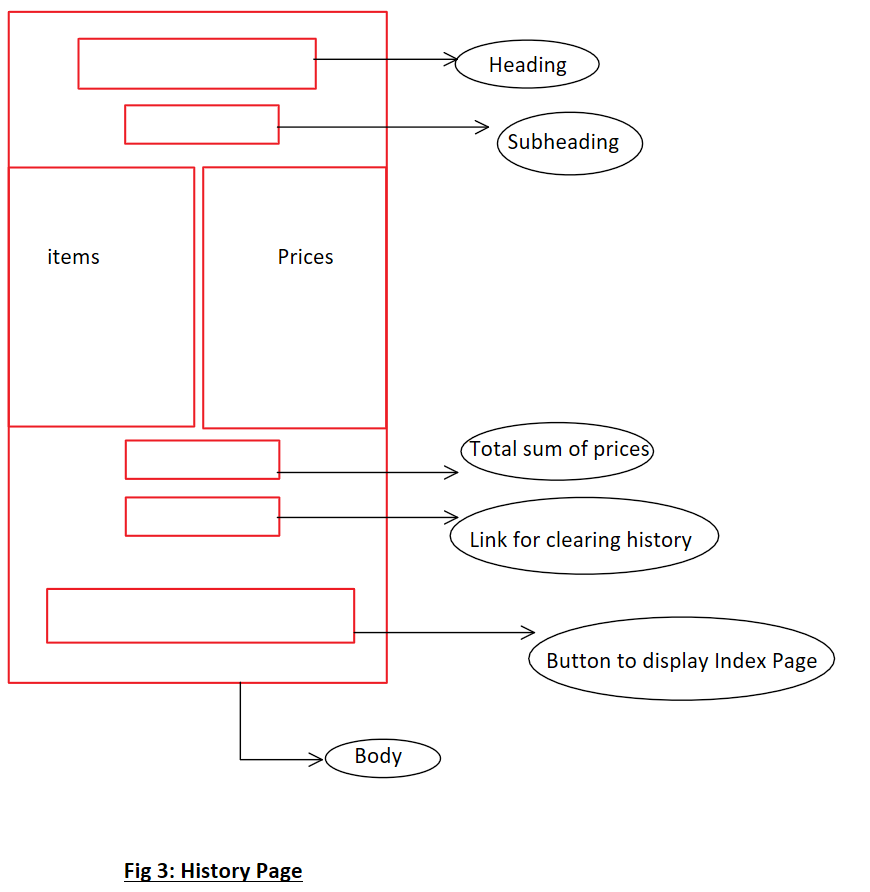 Heading
Subheading
items
Prices
Total sum of prices
Link for clearing history
Button to display Index Page
Body
Fig 3: History Page